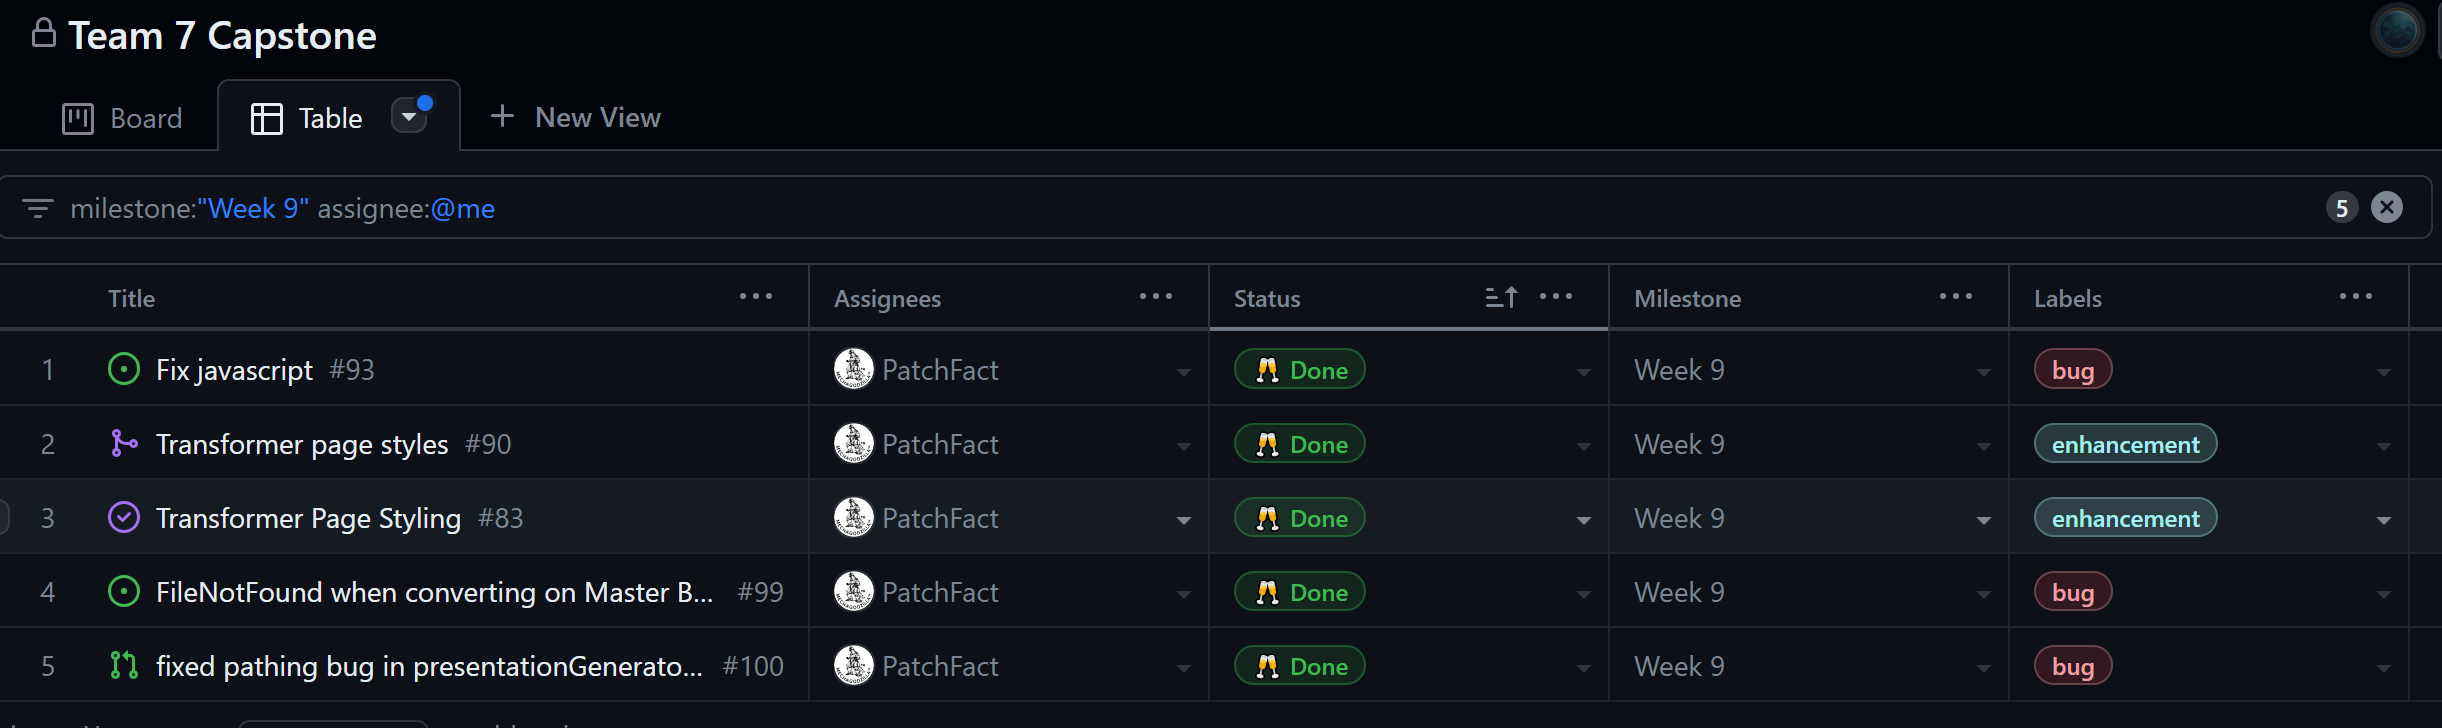 Team 7 Capstone
Board Table New View
milestone:"Week 9" assignee:@me 5
Title Assignees Status Milestone Labels
1 Fix javascript #93 PatchFact Done Week 9 bug
2 Transformer page styles #90 PatchFact Done Week 9 enhancement
3 Transformer Page Styling #83 PatchFact Done Week 9 enhancement
4 FileNotFound when converting on Master B... #99 PatchFact Done Week 9 bug
5 fixed pathing bug in presentationGenerato... #100 PatchFact Done Week 9 bug